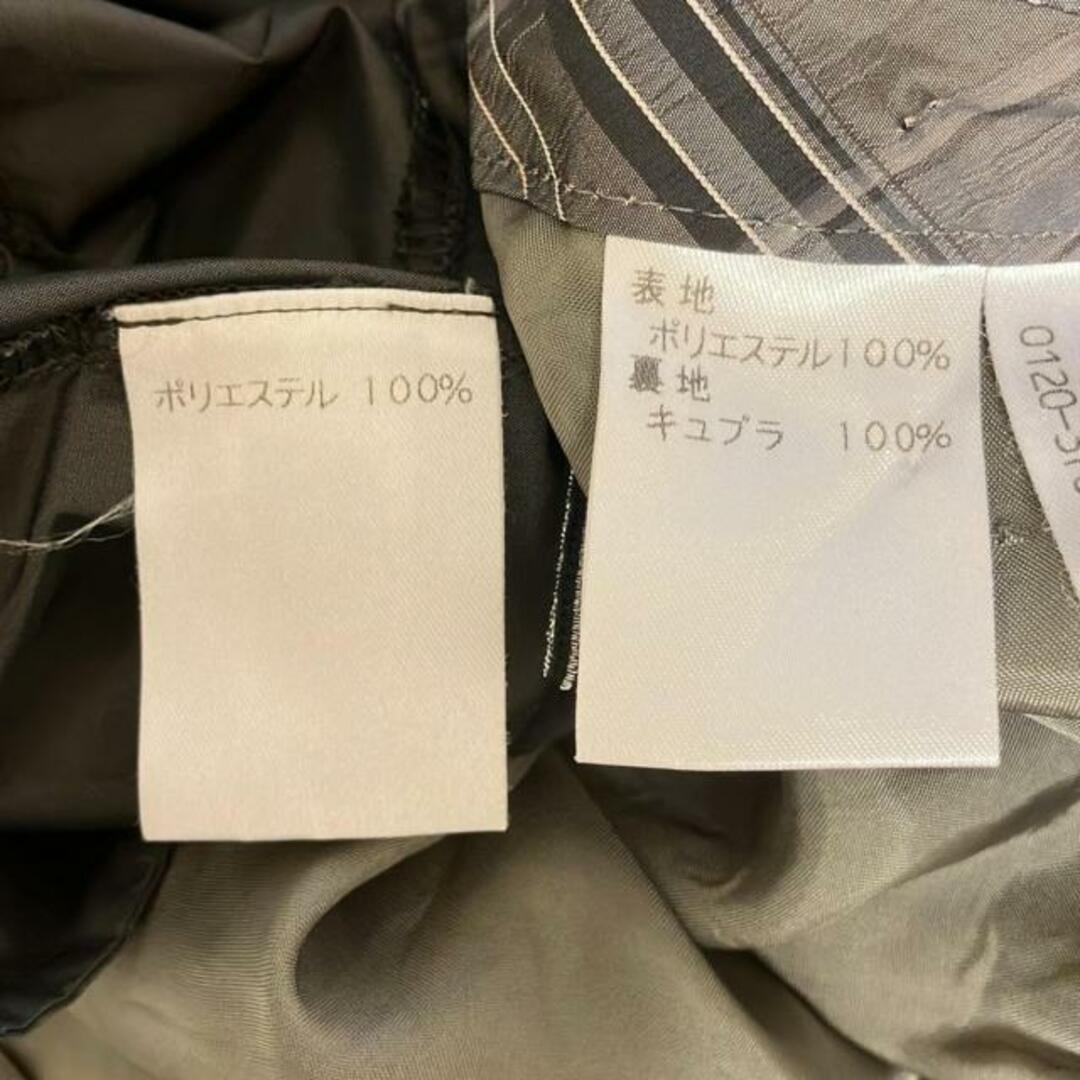 ポリエステル 100%
表地
ポリエステル100%
裏地
キュプラ 100%
0120-